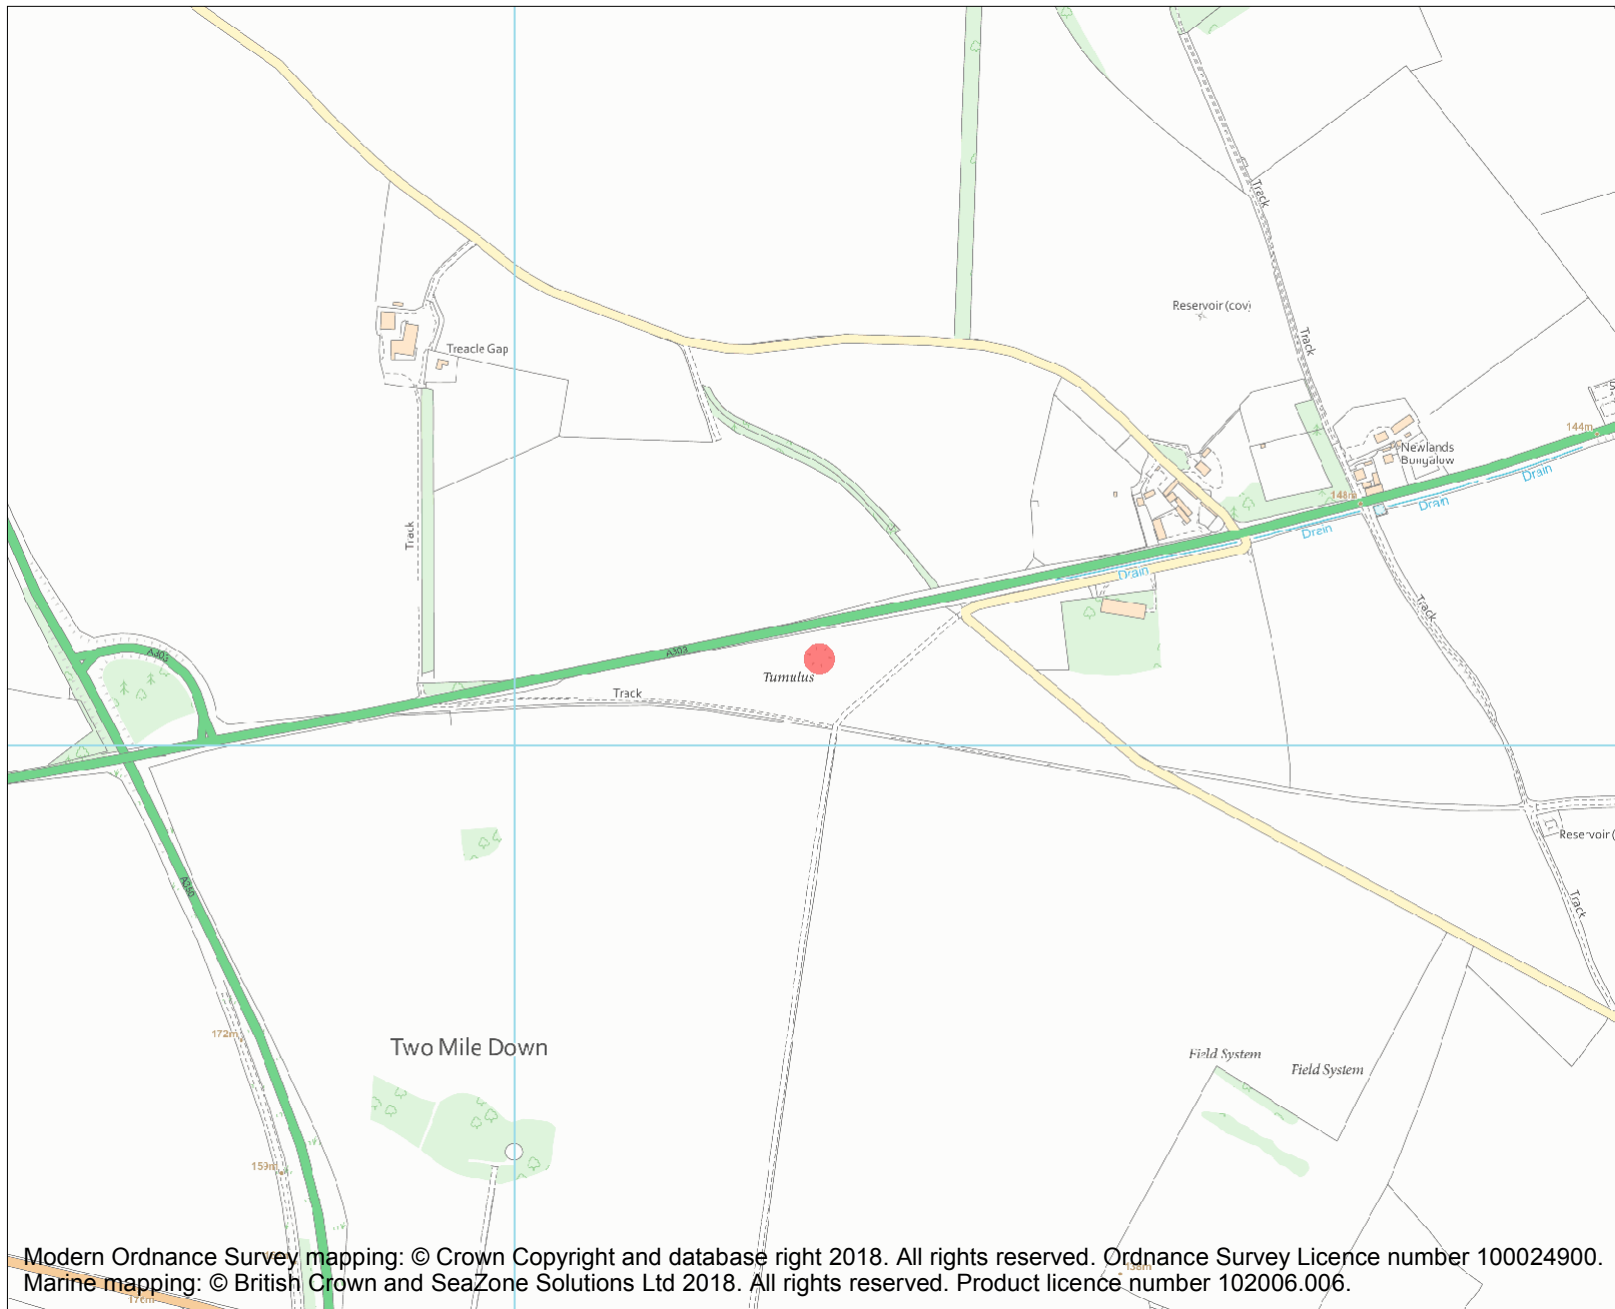 Track
Reservoir (cov)
Track
Treacle Gap
144m
Newlands
Bungalow
Drain
148m
Drain
Track
Drain
Drain
Track
A303
A303
Tumulus
Track
Reservoir (
A350
Track
172m
Two Mile Down
Field System
Field System
159m
Modern Ordnance Survey mapping: © Crown Copyright and database right 2018. All rights reserved. Ordnance Survey Licence number 100024900.
Marine mapping: © British Crown and SeaZone Solutions Ltd 2018. All rights reserved. Product licence number 102006.006.